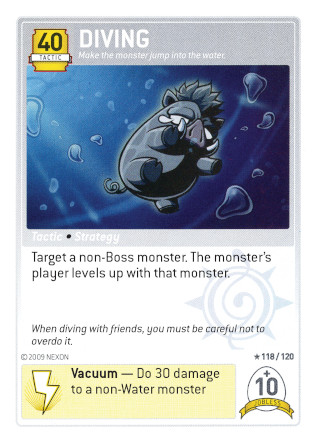 40
TACTIC
DIVING
Make the monster jump into the water.
Tactic • Strategy
Target a non-Boss monster. The monster's
player levels up with that monster.
When diving with friends, you must be careful not to
overdo it.
©2009 NEXON
★118/120
Vacuum — Do 30 damage
to a non-Water monster
+
10
JOBLESS